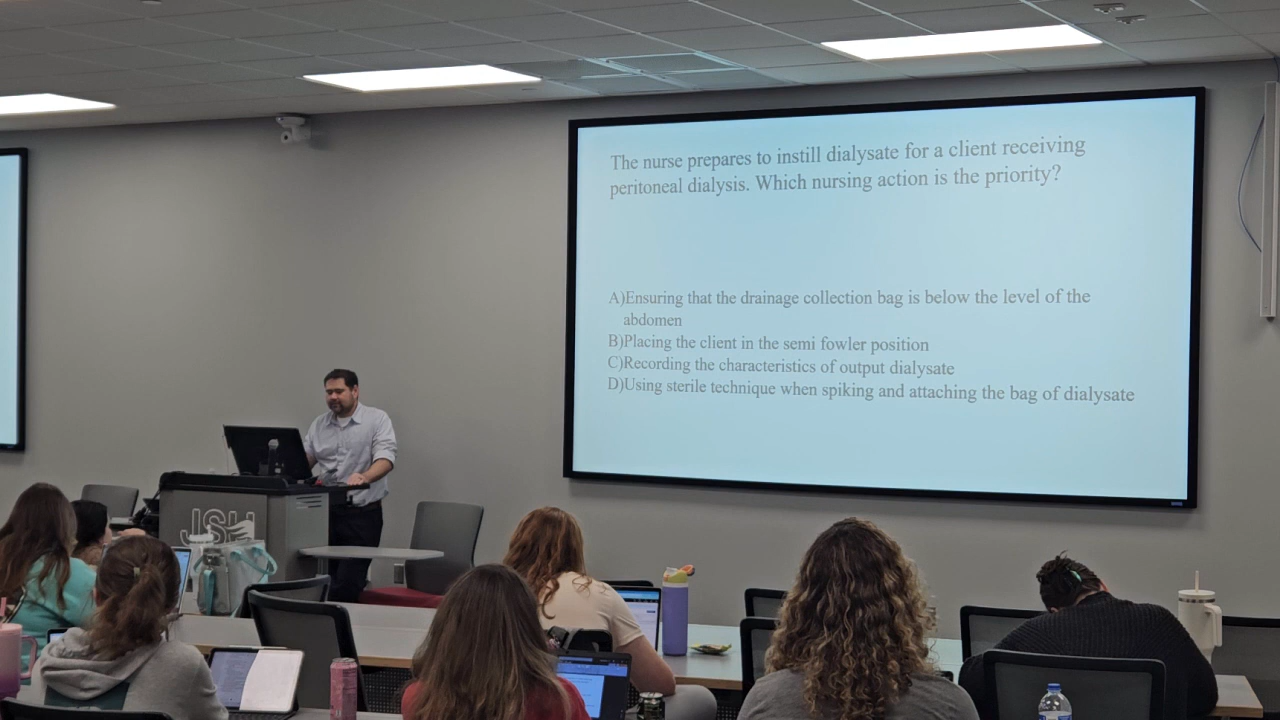 The nurse prepares to instill dialysate for a client receiving
peritoneal dialysis. Which nursing action is the priority?
A)Ensuring that the drainage collection bag is below the level of the
abdomen
B)Placing the client in the semi fowler position
C)Recording the characteristics of output dialysate
D)Using sterile technique when spiking and attaching the bag of dialysate
JSU